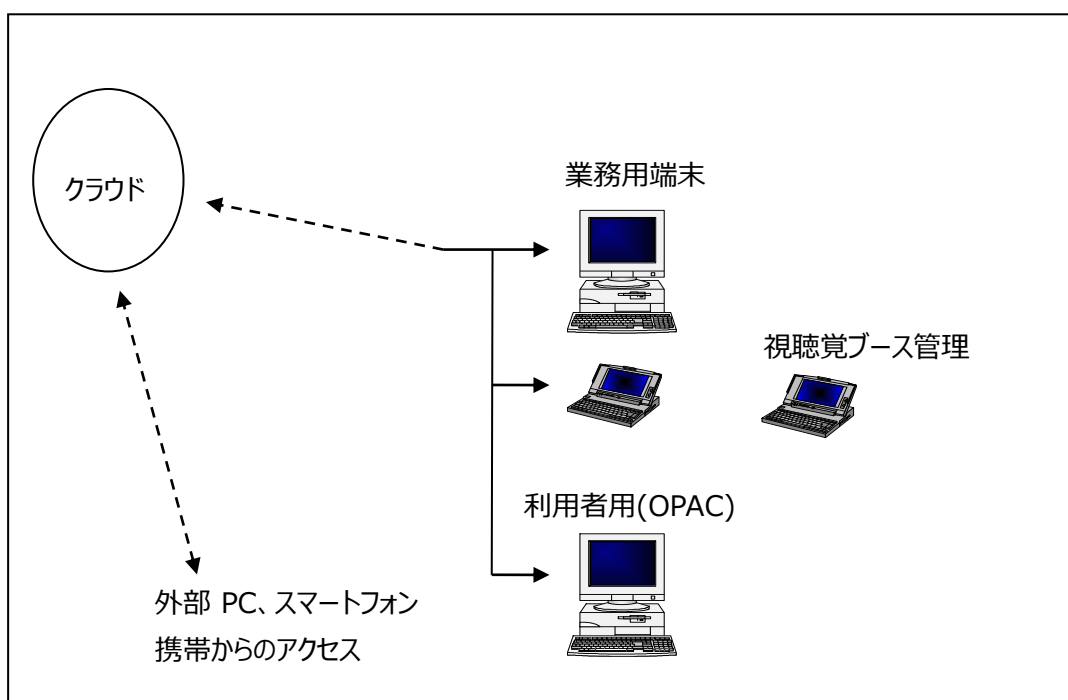 クラウド
業務用端末
視聴覚ブース管理
利用者用(OPAC)
外部 PC、スマートフォン
携帯からのアクセス